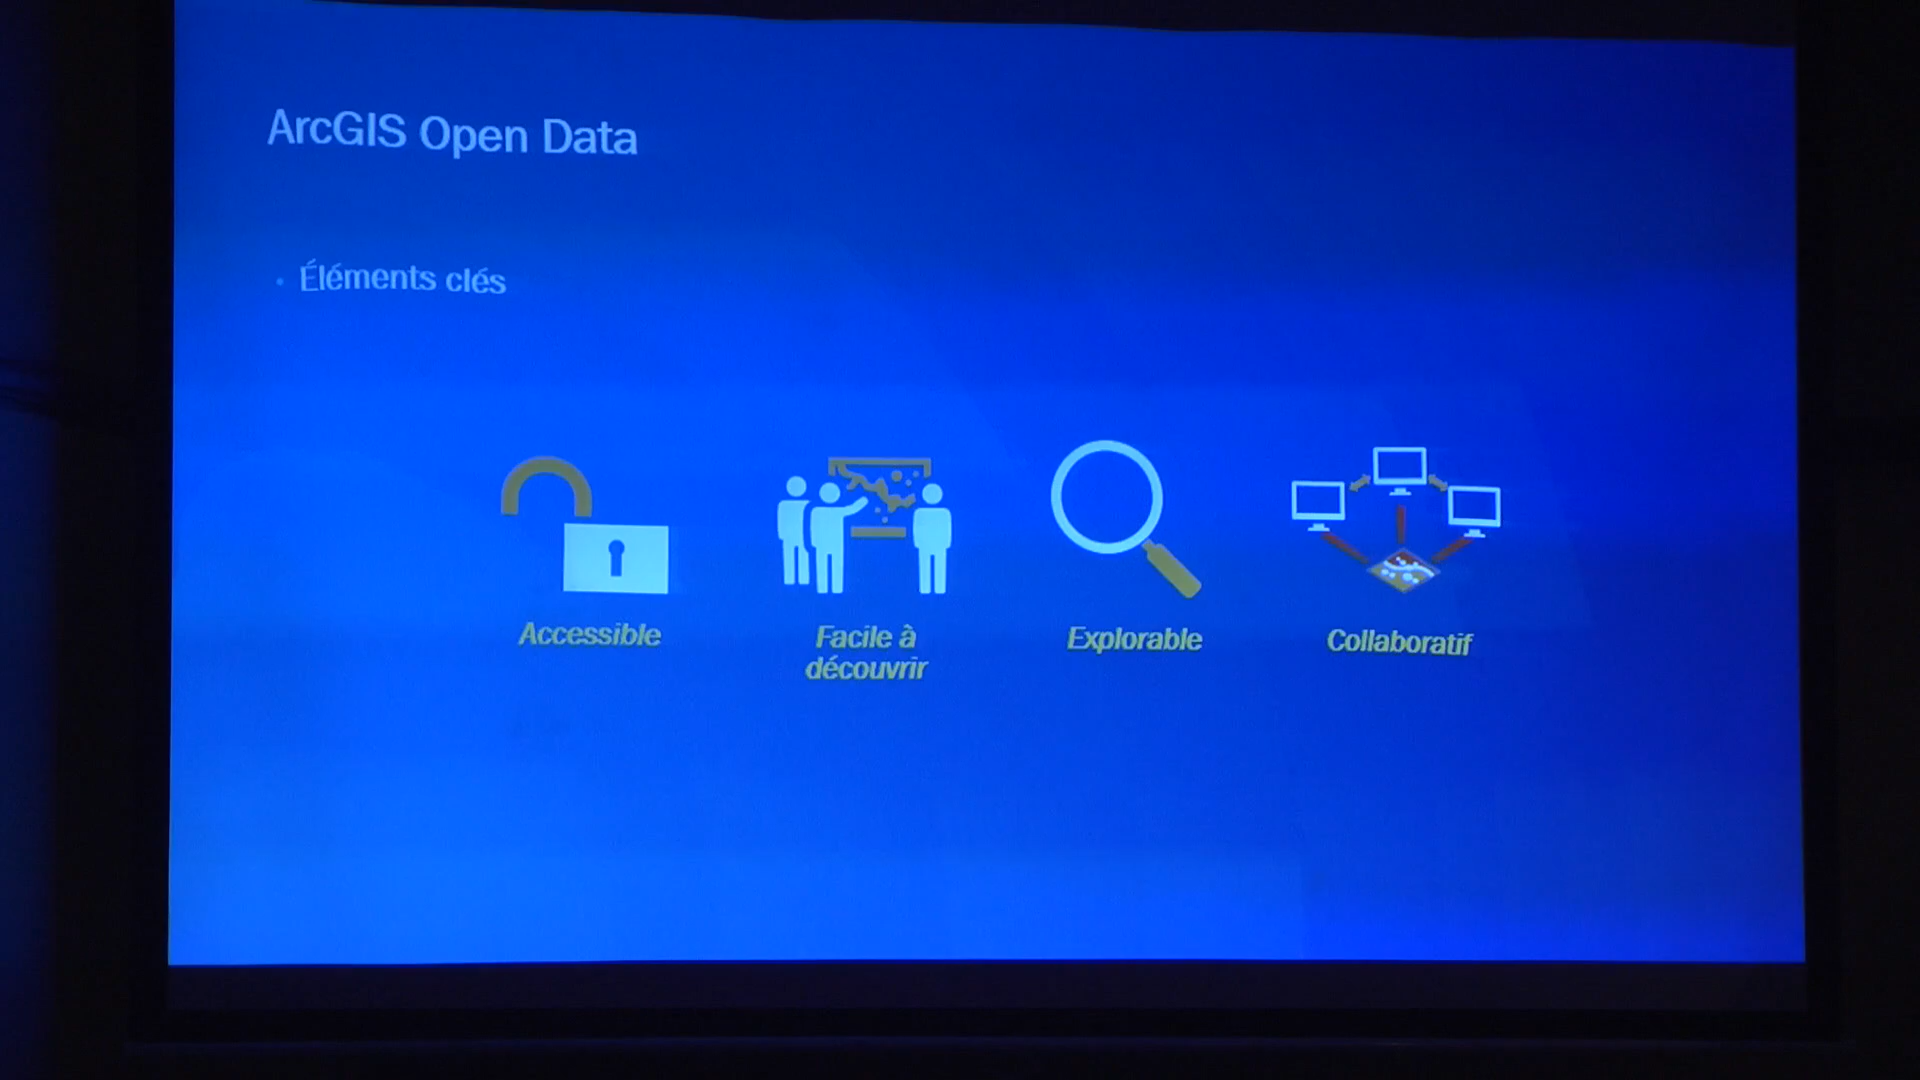 ArcGIS Open Data
• Éléments clés
Accessible
Facile à
découvrir
Explorable
Collaboratif